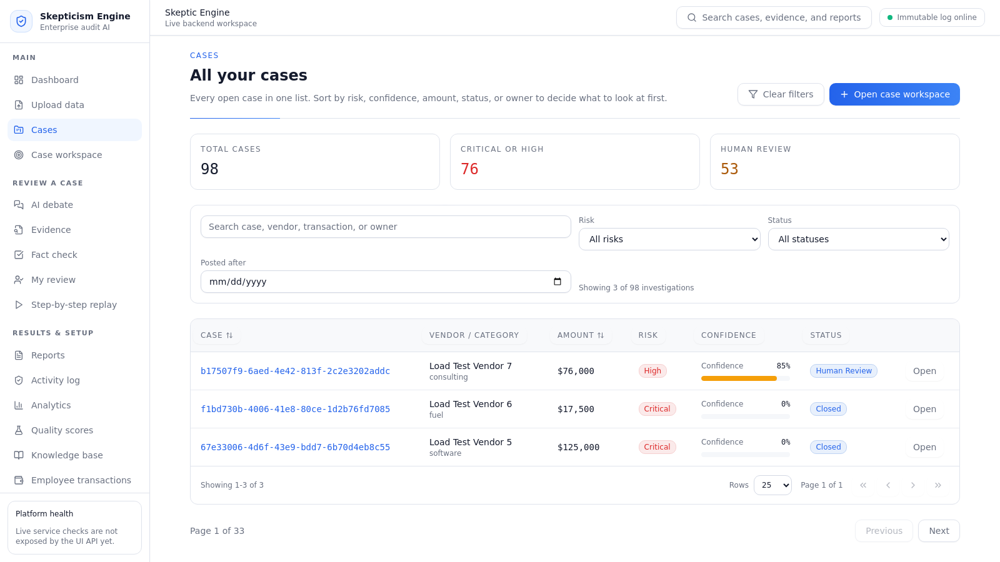 Skepticism Engine
Enterprise audit AI
MAIN
Dashboard
Upload data
Cases
Case workspace
REVIEW A CASE
AI debate
Evidence
Fact check
My review
Step-by-step replay
RESULTS & SETUP
Reports
Activity log
Analytics
Quality scores
Knowledge base
Employee transactions
Platform health
Live service checks are not
exposed by the UI API yet.
Skeptic Engine
Live backend workspace
Search cases, evidence, and reports
Immutable log online
CASES
All your cases
Every open case in one list. Sort by risk, confidence, amount, status, or owner to decide what to look at first.
Clear filters
Open case workspace
TOTAL CASES
98
CRITICAL OR HIGH
76
HUMAN REVIEW
53
Search case, vendor, transaction, or owner
Risk
All risks
Status
All statuses
Posted after
mm/dd/yyyy
Showing 3 of 98 investigations
CASE VENDOR / CATEGORY AMOUNT RISK CONFIDENCE STATUS
b17507f9-6aed-4e42-813f-2c2e3202addc Load Test Vendor 7 consulting $76,000 High Confidence 85% Human Review Open
f1bd730b-4006-41e8-80ce-1d2b76fd7085 Load Test Vendor 6 fuel $17,500 Critical Confidence 0% Closed Open
67e33006-4d6f-43e9-bdd7-6b70d4eb8c55 Load Test Vendor 5 software $125,000 Critical Confidence 0% Closed Open
Showing 1-3 of 3
Rows 25 Page 1 of 1
Page 1 of 33
Previous Next